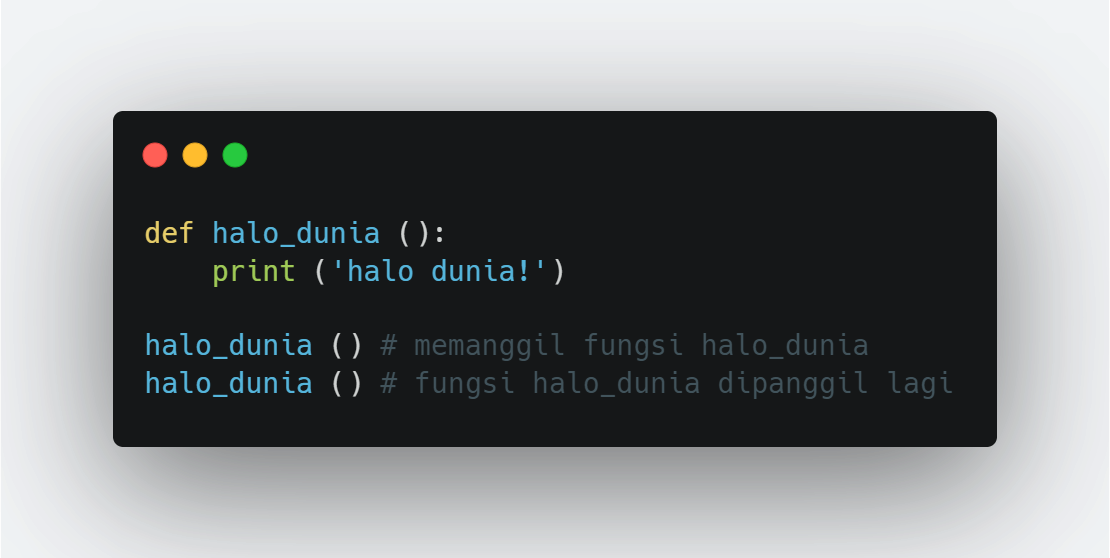 def halo_dunia ():
    print ('halo dunia!')
halo_dunia () # memanggil fungsi halo_dunia
halo_dunia () # fungsi halo_dunia dipanggil lagi